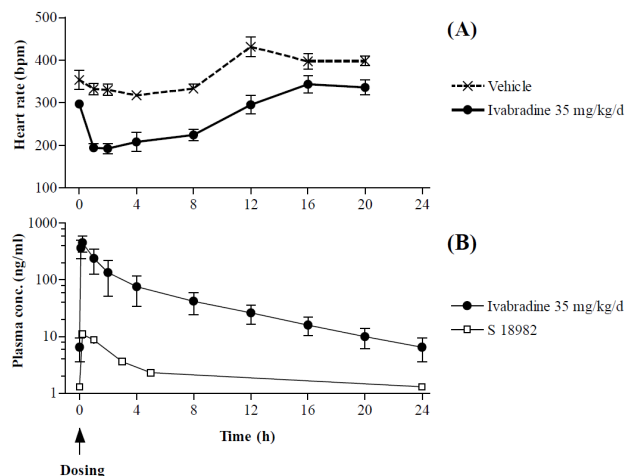 (A)
Heart rate (bpm)
500
400
300
200
100
0 4 8 12 16 20 24
Vehicle
Ivabradine 35 mg/kg/d
(B)
Plasma conc. (ng/ml)
1000
100
10
1
0 4 8 12 16 20 24
Ivabradine 35 mg/kg/d
S 18982
Time (h)
Dosing